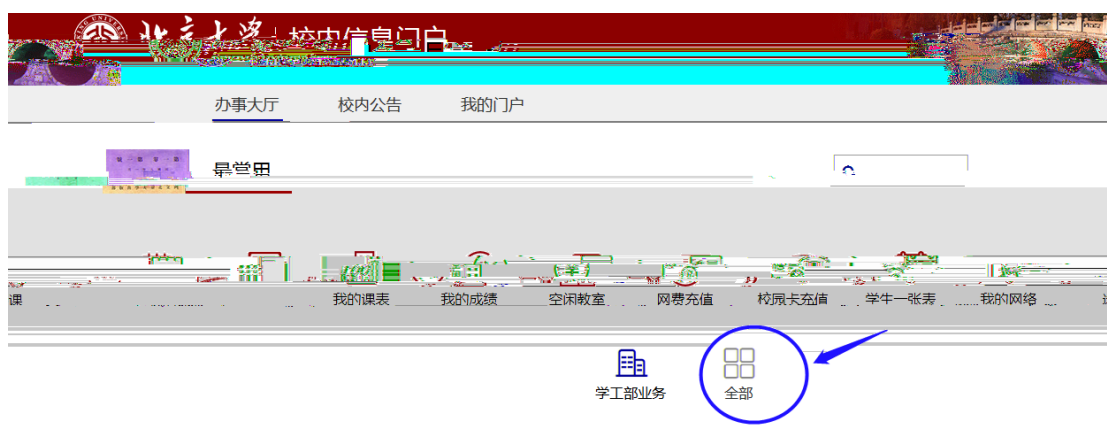 北京大学 校内信息门户
办事大厅 校内公告 我的门户
最常用
课 我的课表 我的成绩 空闲教室 网费充值 校园卡充值 学生一张表 我的网络
学工部业务 全部